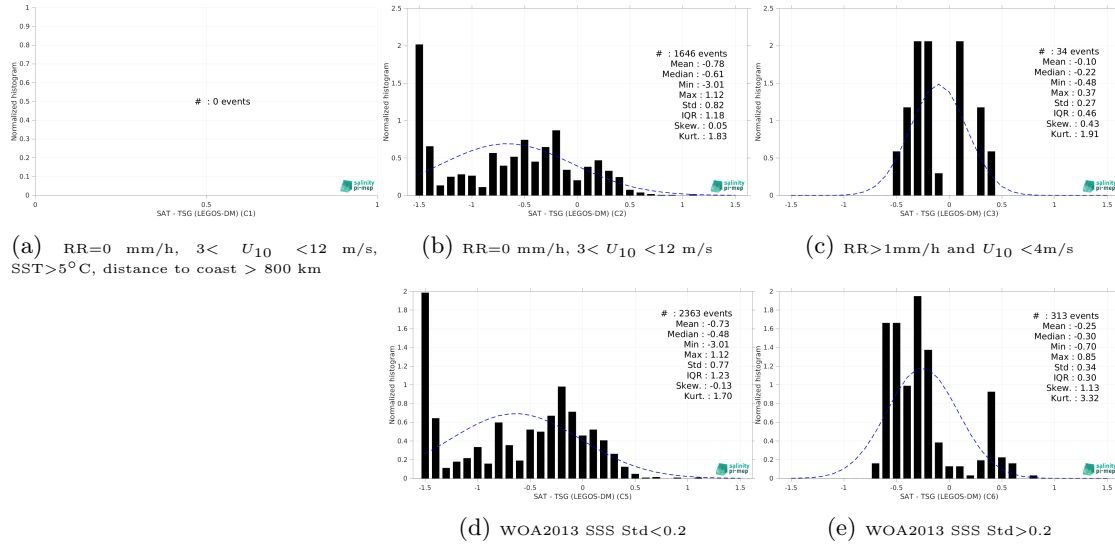 1
0.9
0.8
0.7
0.6
0.5
0.4
0.3
0.2
0.1
0
Normalized histogram
# : 0 events
salinity
pi-mep
0 0.5 1
SAT - TSG (LEGOS-DM) (C1)
(a) RR=0 mm/h, 3< U10 <12 m/s,
SST>5°C, distance to coast > 800 km
2.5
2
1.5
1
0.5
0
Normalized histogram
# : 1646 events
Mean : -0.78
Median : -0.61
Min : -3.01
Max : 1.12
Std : 0.82
IQR : 1.18
Skew. : 0.05
Kurt. : 1.83
salinity
pi-mep
-1.5 -1 -0.5 0 0.5 1 1.5
SAT - TSG (LEGOS-DM) (C2)
(b) RR=0 mm/h, 3< U10 <12 m/s
2.5
2
1.5
1
0.5
0
Normalized histogram
# : 34 events
Mean : -0.10
Median : -0.22
Min : -0.48
Max : 0.37
Std : 0.27
IQR : 0.46
Skew. : 0.43
Kurt. : 1.91
salinity
pi-mep
-1.5 -1 -0.5 0 0.5 1 1.5
SAT - TSG (LEGOS-DM) (C3)
(c) RR>1mm/h and U10 <4m/s
2
1.8
1.6
1.4
1.2
1
0.8
0.6
0.4
0.2
0
Normalized histogram
# : 2363 events
Mean : -0.73
Median : -0.48
Min : -3.01
Max : 1.12
Std : 0.77
IQR : 1.23
Skew. : -0.13
Kurt. : 1.70
salinity
pi-mep
-1.5 -1 -0.5 0 0.5 1 1.5
SAT - TSG (LEGOS-DM) (C5)
(d) WOA2013 SSS Std<0.2
2
1.8
1.6
1.4
1.2
1
0.8
0.6
0.4
0.2
0
Normalized histogram
# : 313 events
Mean : -0.25
Median : -0.30
Min : -0.70
Max : 0.85
Std : 0.34
IQR : 0.30
Skew. : 1.13
Kurt. : 3.32
salinity
pi-mep
-1.5 -1 -0.5 0 0.5 1 1.5
SAT - TSG (LEGOS-DM) (C6)
(e) WOA2013 SSS Std>0.2